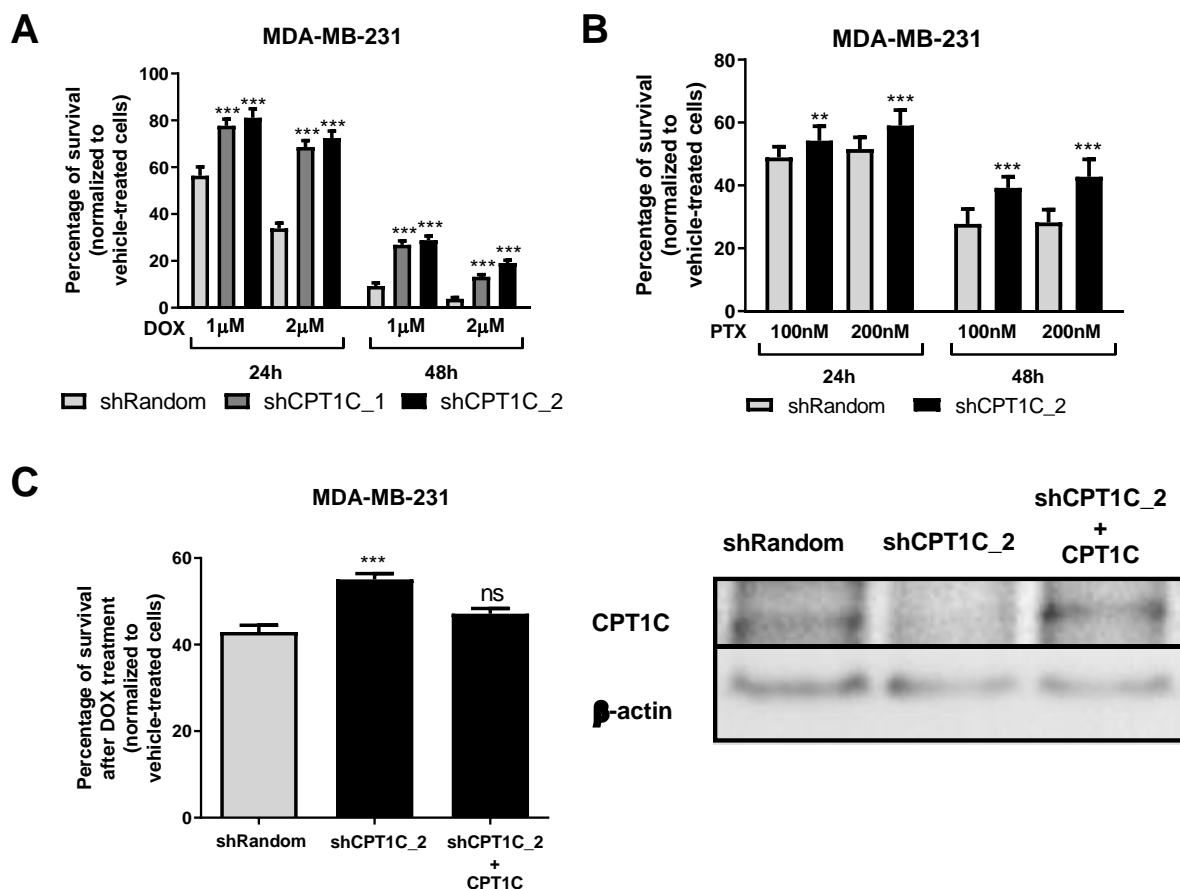 A
MDA-MB-231
Percentage of survival
(normalized to
vehicle-treated cells)
100
80
60
40
20
0
*** ***
*** ***
*** ***
*** ***
DOX 1μM 2μM 1μM 2μM
24h 48h
shRandom shCPT1C_1 shCPT1C_2
B
MDA-MB-231
Percentage of survival
(normalized to
vehicle-treated cells)
80
60
40
20
0
** ***
*** ***
PTX 100nM 200nM 100nM 200nM
24h 48h
shRandom shCPT1C_2
C
MDA-MB-231
Percentage of survival
after DOX treatment
(normalized to
vehicle-treated cells)
60
40
20
0
***
ns
shRandom shCPT1C_2 shCPT1C_2
+
CPT1C
shRandom shCPT1C_2 shCPT1C_2
+
CPT1C
CPT1C
β-actin